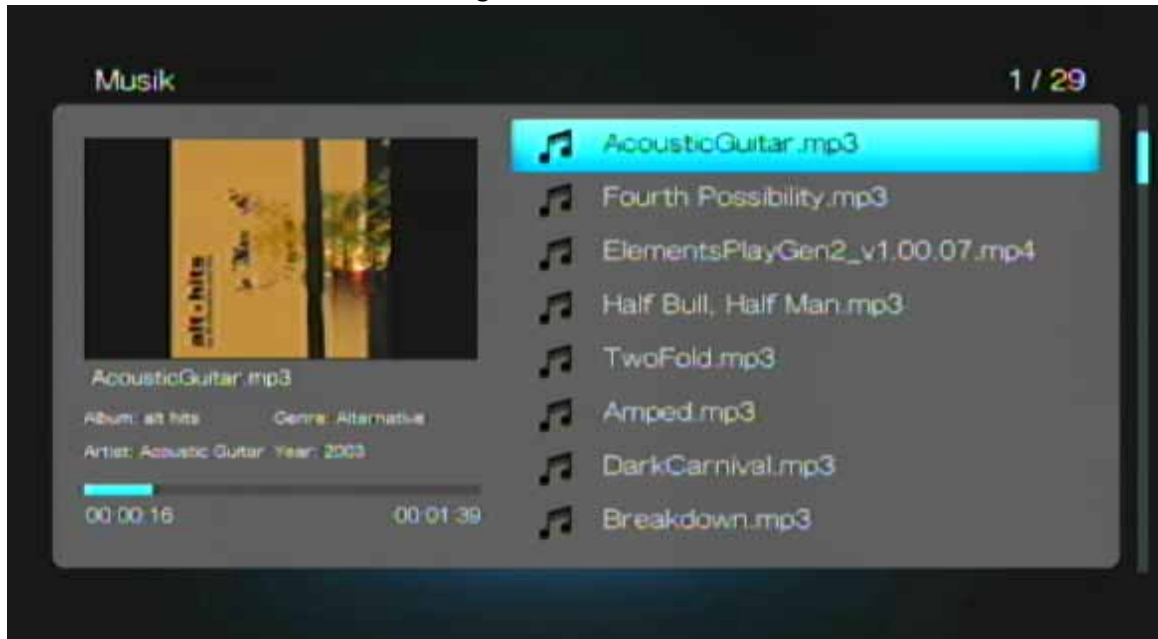 Musik
1 / 29
alt·hits
AcousticGuitar.mp3
Album: alt hits Genre: Alternative
Artist: Acoustic Guitar Year: 2003
00:00:16
00:01:39
AcousticGuitar.mp3
Fourth Possibility.mp3
ElementsPlayGen2_v1.00.07.mp4
Half Bull, Half Man.mp3
TwoFold.mp3
Amped.mp3
DarkCarnival.mp3
Breakdown.mp3